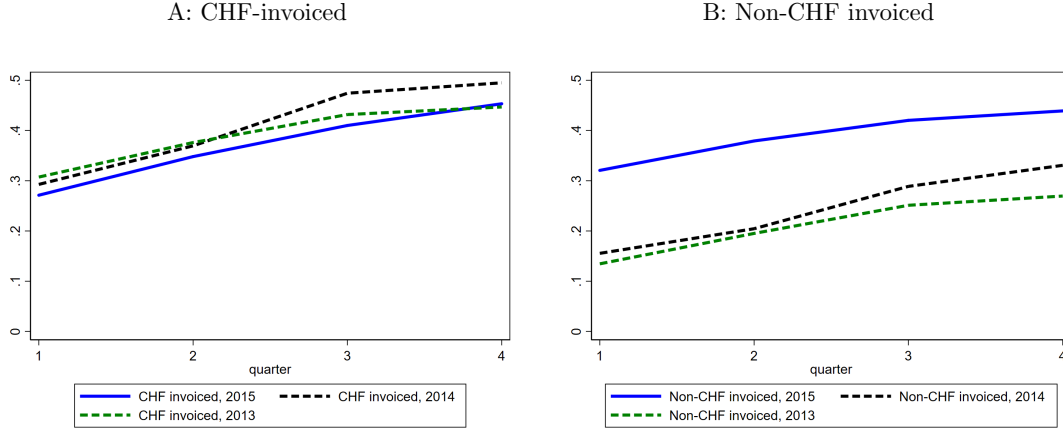 A: CHF-invoiced
.5
.4
.3
.2
.1
0
1 2 3 4
quarter
CHF invoiced, 2015 CHF invoiced, 2014
CHF invoiced, 2013
B: Non-CHF invoiced
.5
.4
.3
.2
.1
0
1 2 3 4
quarter
Non-CHF invoiced, 2015 Non-CHF invoiced, 2014
Non-CHF invoiced, 2013